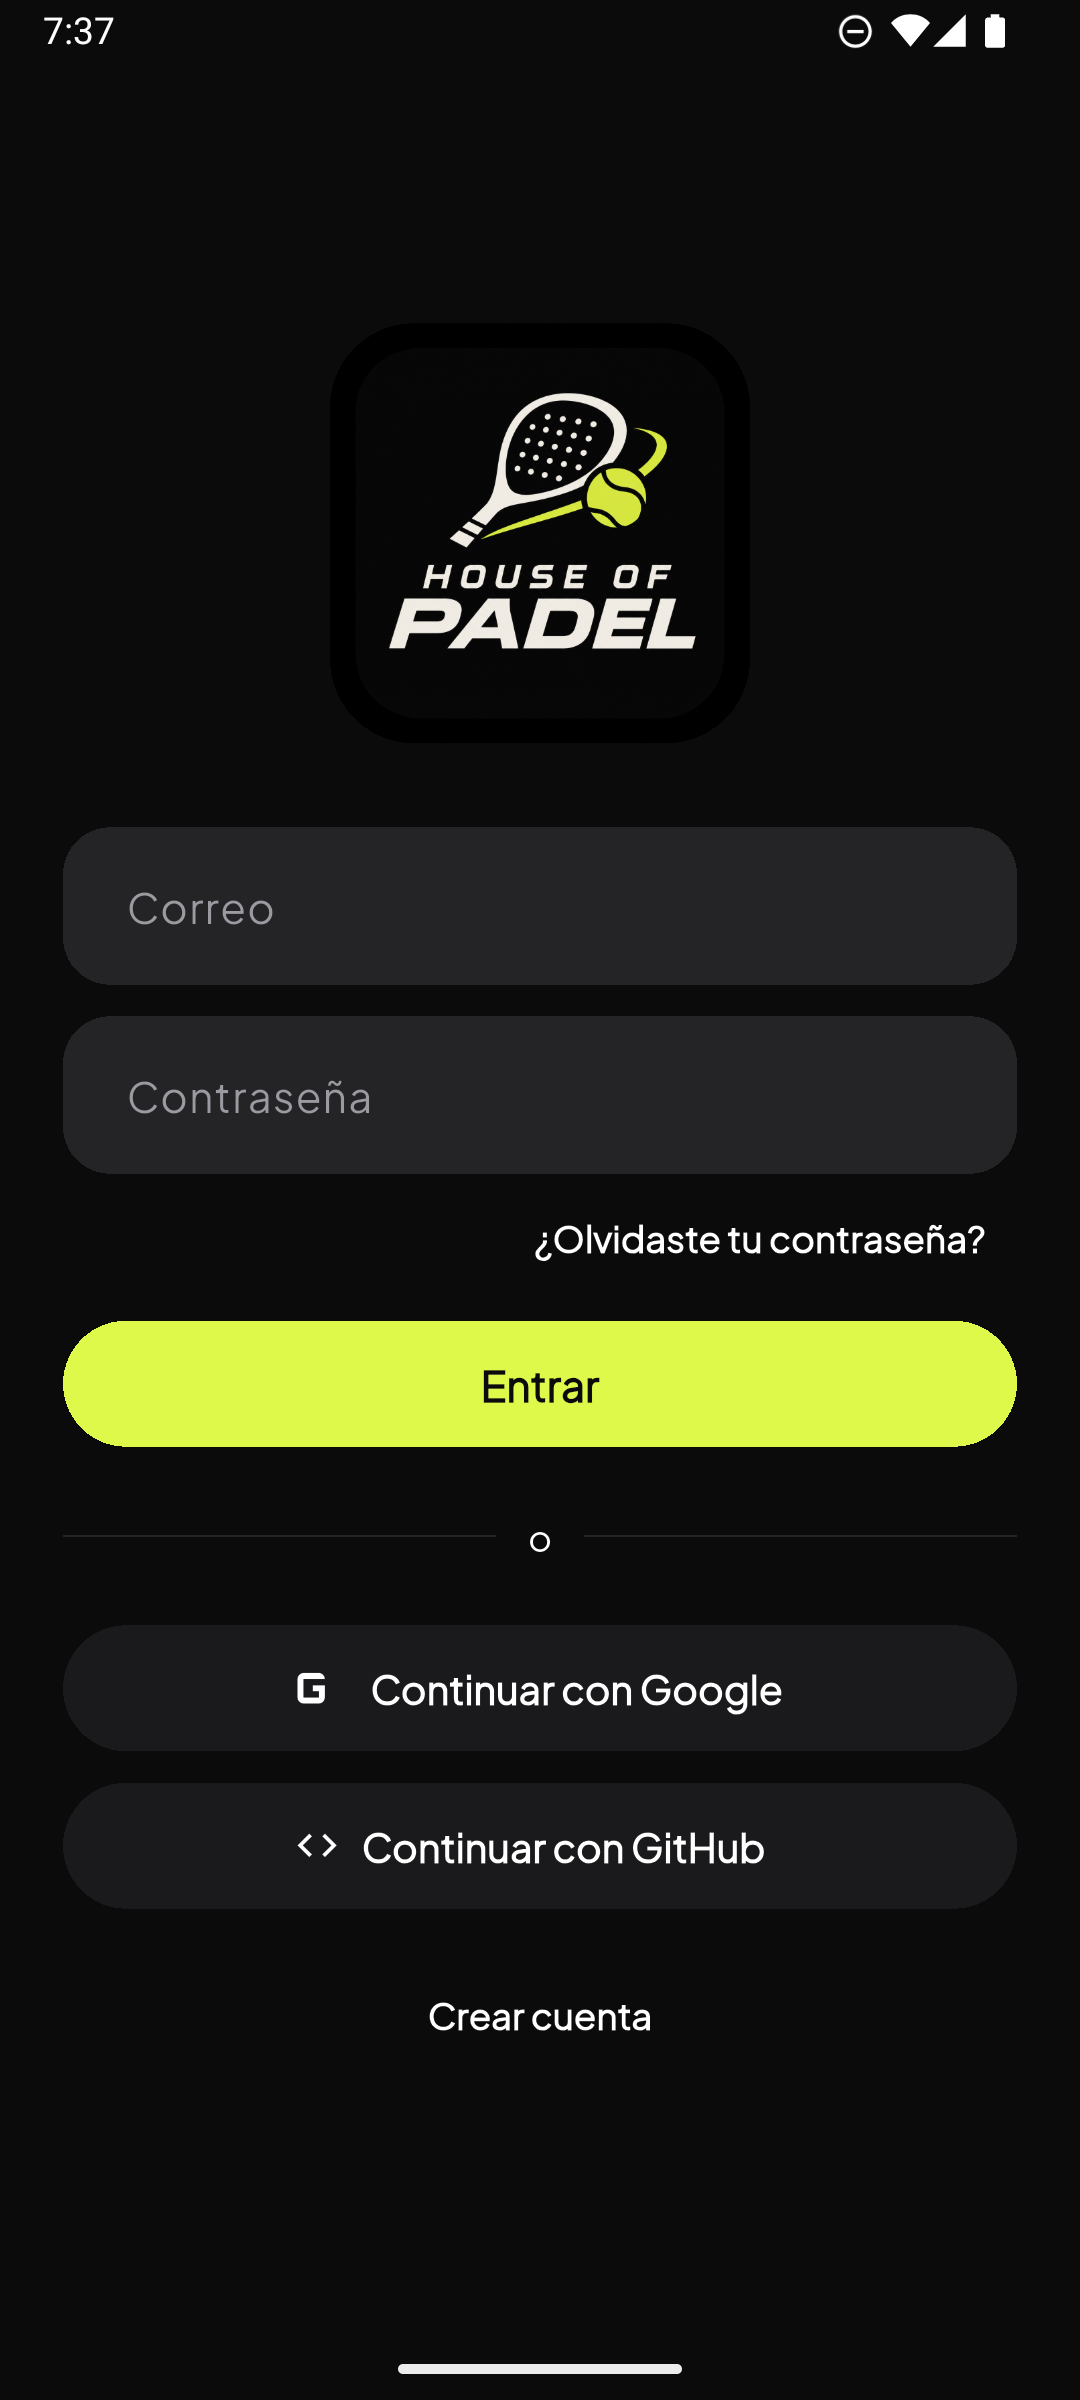 7:37
HOUSE OF
PADEL
Correo
Contraseña
¿Olvidaste tu contraseña?
Entrar
o
G Continuar con Google
<> Continuar con GitHub
Crear cuenta